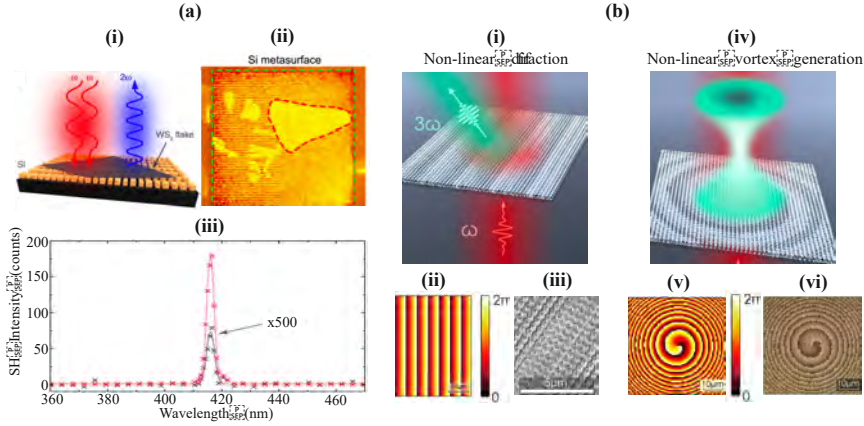 (a)
(i)
(ii)
Si metasurface
ω ω 2ω
WS₂ flake
Si
(iii)
200
150
100
50
0
x500
360 380 400 420 440 460
SH Intensity (counts)
Wavelength (nm)
(b)
(i)
Non-linear diffraction
3ω
ω
(iv)
Non-linear vortex generation
(ii)
2π
0
(iii)
5μm
(v)
10μm
2π
0
(vi)
10μm